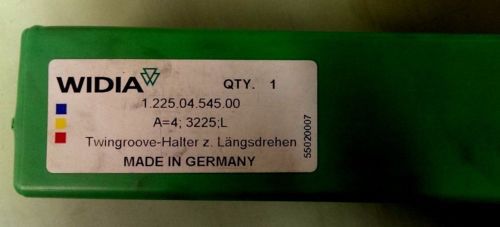 WIDIA QTY. 1
1.225.04.545.00
A=4; 3225;L
Twingroove-Halter z. Längsdrehen
MADE IN GERMANY
55020007